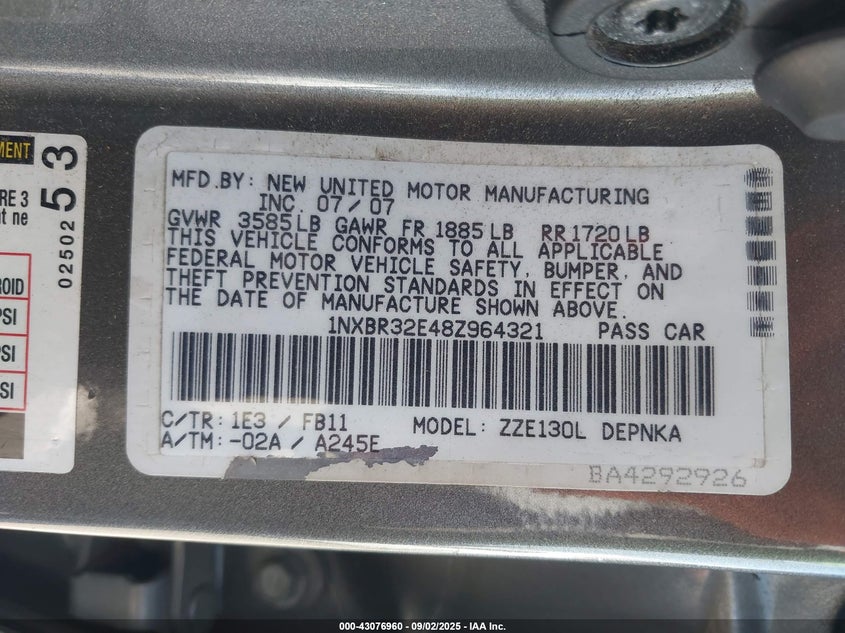 MENT
RE 3
nt ne
ROID
PSI
PSI
SI
02502
53
MFD.BY: NEW UNITED MOTOR MANUFACTURING
INC. 07/07
GVWR 3585LB GAWR FR 1885LB RR1720LB
THIS VEHICLE CONFORMS TO ALL APPLICABLE
FEDERAL MOTOR VEHICLE SAFETY, BUMPER, AND
THEFT PREVENTION STANDARDS IN EFFECT ON
THE DATE OF MANUFACTURE SHOWN ABOVE.
1NXBR32E48Z964321 PASS CAR
C/TR: 1E3 / FB11 MODEL: ZZE130L DEPNKA
A/TM: -02A / A245E
BA4292926
000-43076960 - 09/02/2025 - IAA Inc.